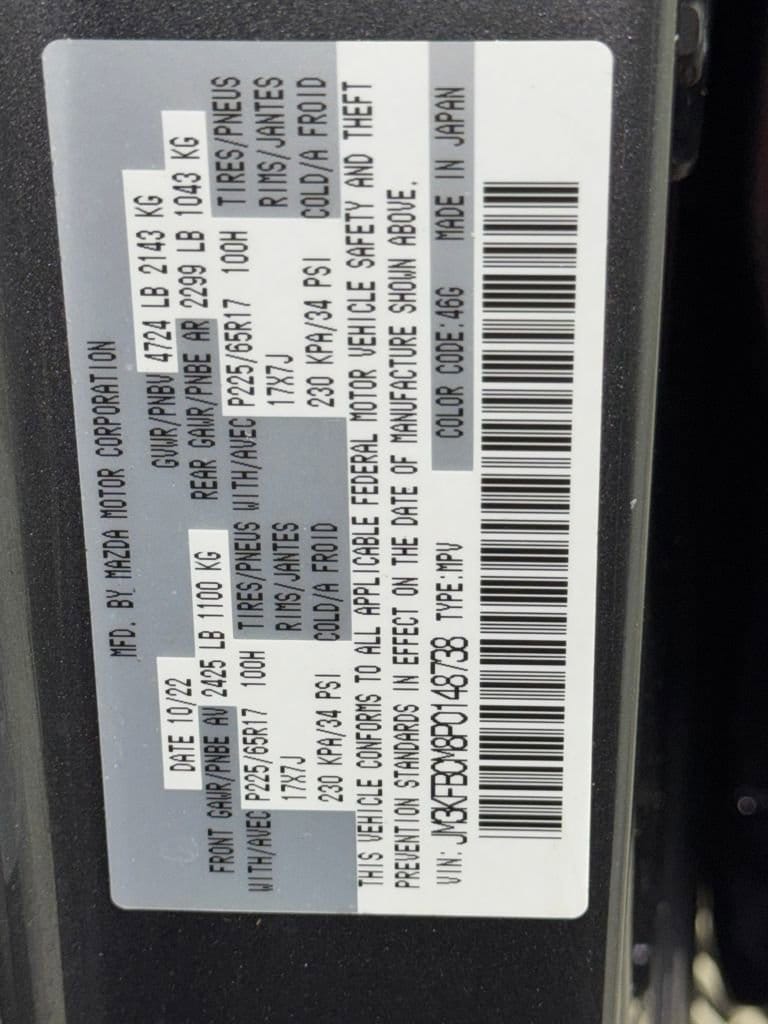 MFD. BY MAZDA MOTOR CORPORATION
DATE 10/22 GVWR/PNBV 4724 LB 2143 KG
FRONT GAWR/PNBE AV 2425 LB 1100 KG REAR GAWR/PNBE AR 2299 LB 1043 KG
WITH/AVEC P225/65R17 100H TIRES/PNEUS WITH/AVEC P225/65R17 100H TIRES/PNEUS
17X7J RIMS/JANTES 17X7J RIMS/JANTES
230 KPA/34 PSI COLD/A FROID 230 KPA/34 PSI COLD/A FROID
THIS VEHICLE CONFORMS TO ALL APPLICABLE FEDERAL MOTOR VEHICLE SAFETY AND THEFT
PREVENTION STANDARDS IN EFFECT ON THE DATE OF MANUFACTURE SHOWN ABOVE.
VIN: JM3KFBCM8P0148738 TYPE:MPV COLOR CODE:46G MADE IN JAPAN